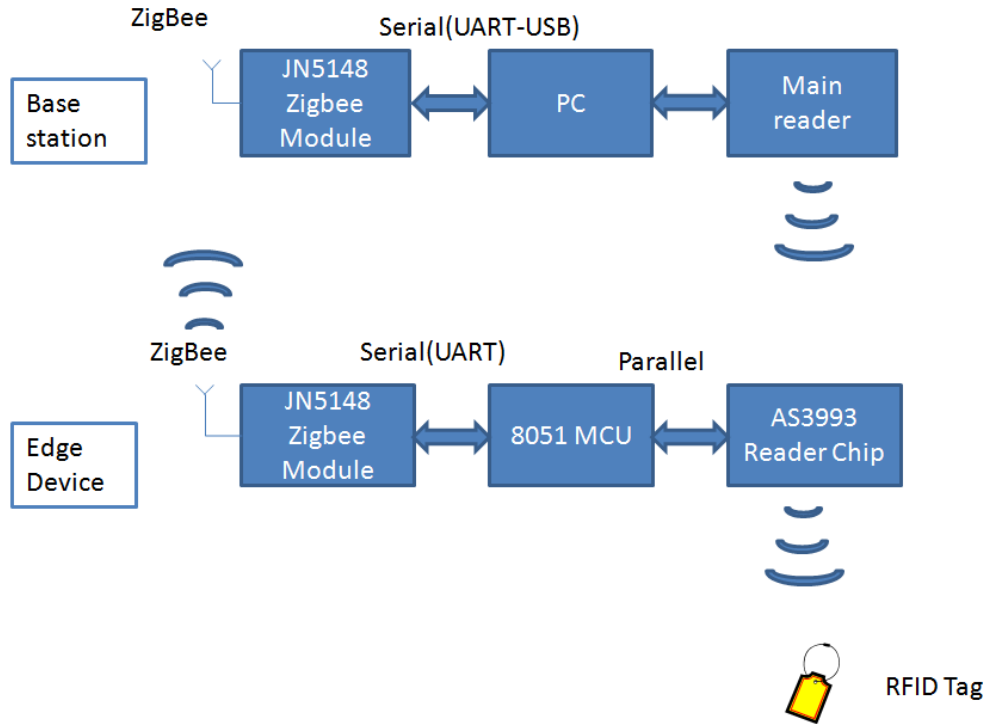 ZigBee
Serial(UART-USB)
Base
station
JN5148
Zigbee
Module
PC
Main
reader
ZigBee
Serial(UART)
Parallel
Edge
Device
JN5148
Zigbee
Module
8051 MCU
AS3993
Reader Chip
RFID Tag